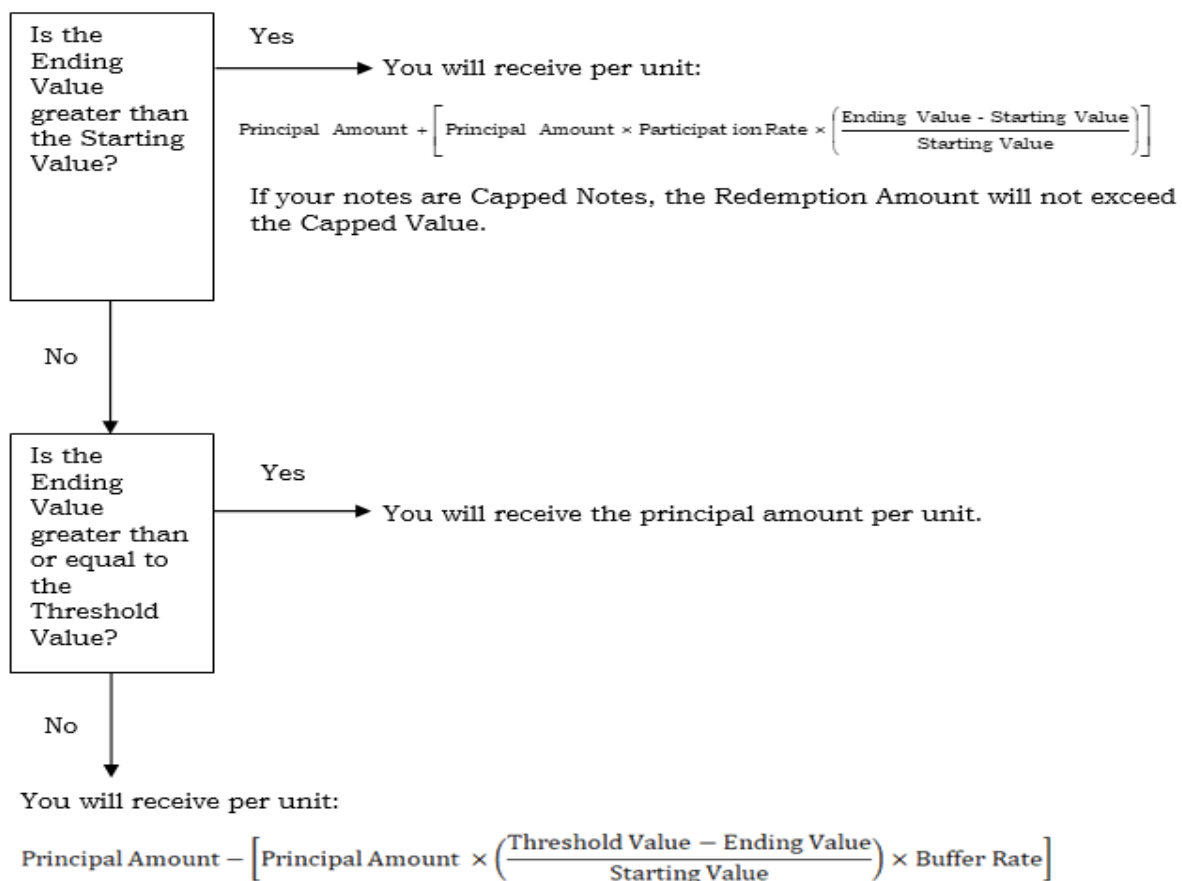 Is the
Ending
Value
greater than
the Starting
Value?
Yes
You will receive per unit:
Principal Amount + [Principal Amount × Participat ion Rate × (Ending Value - Starting Value / Starting Value)]
If your notes are Capped Notes, the Redemption Amount will not exceed
the Capped Value.
No
Is the
Ending
Value
greater than
or equal to
the
Threshold
Value?
Yes
You will receive the principal amount per unit.
No
You will receive per unit:
Principal Amount − [Principal Amount × (Threshold Value − Ending Value / Starting Value) × Buffer Rate]